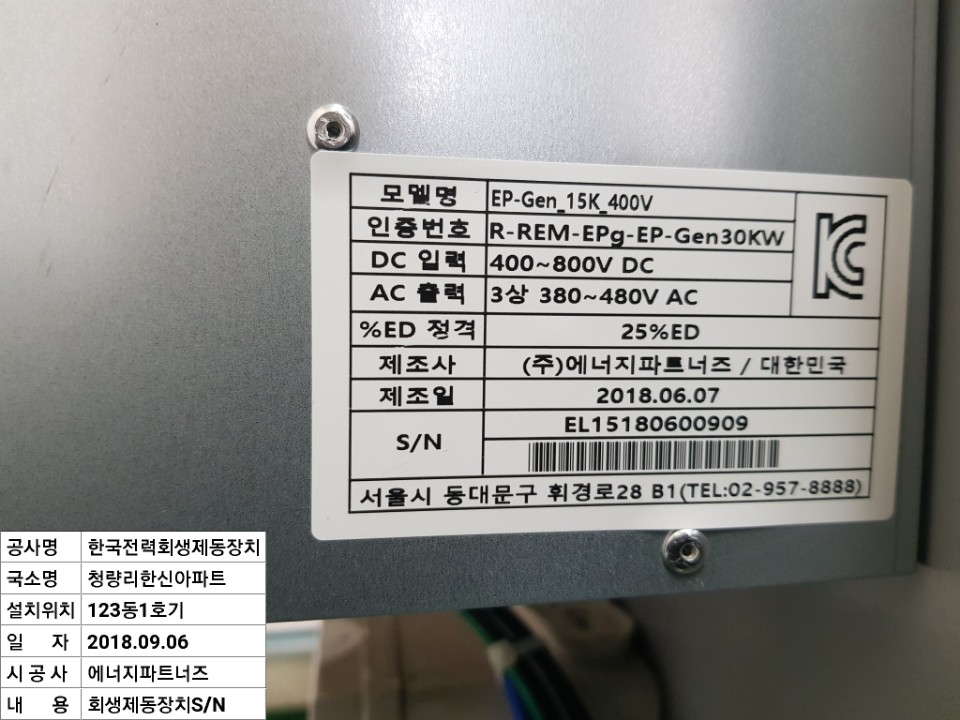 모델명 EP-Gen_15K_400V
인증번호 R-REM-EPg-EP-Gen30KW
DC 입력 400~800V DC
AC 출력 3상 380~480V AC
%ED 정격 25%ED
제조사 (주)에너지파트너즈 / 대한민국
제조일 2018.06.07
S/N EL15180600909
서울시 동대문구 휘경로28 B1(TEL:02-957-8888)
공사명 한국전력회생제동장치
국소명 청량리한신아파트
설치위치 123동1호기
일 자 2018.09.06
시 공 사 에너지파트너즈
내 용 회생제동장치S/N